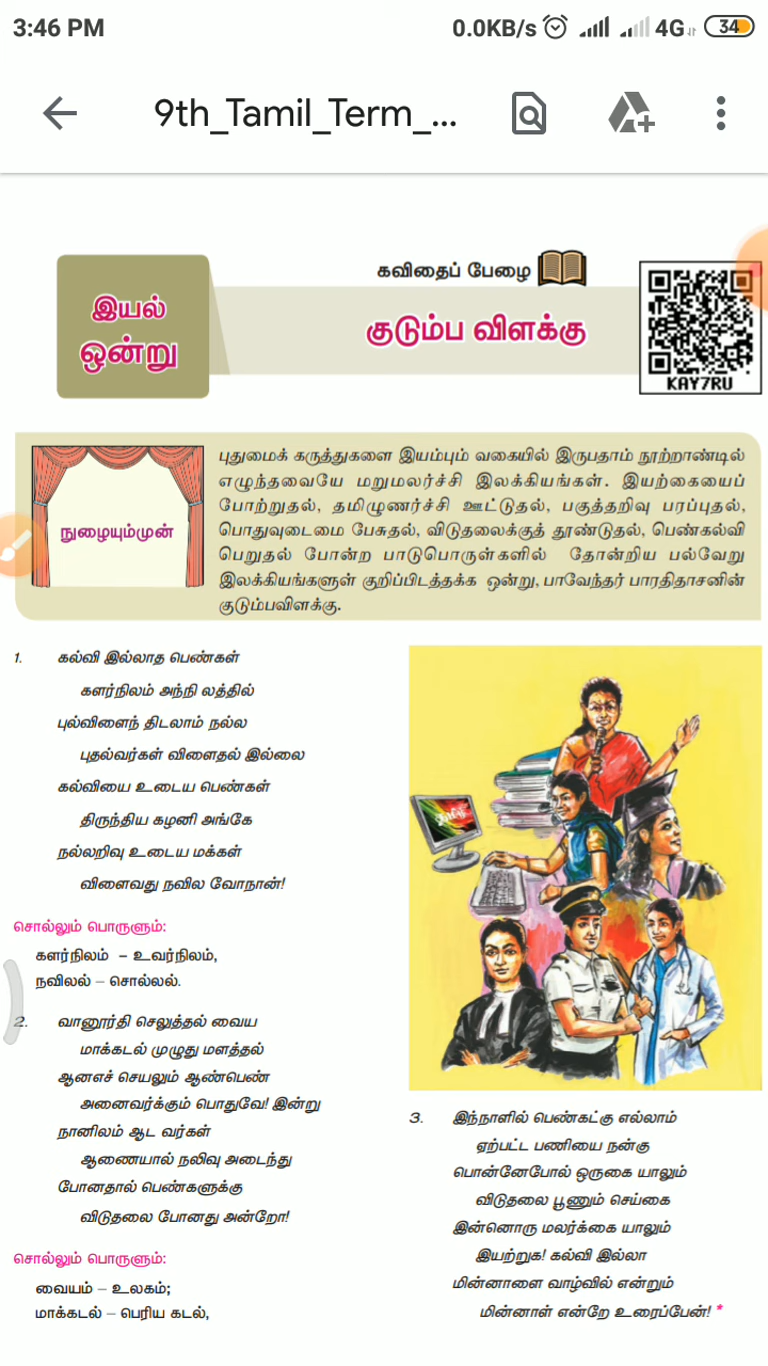 3:46 PM
0.0KB/s 4G 34
9th_Tamil_Term_...
கவிதைப் பேழை
இயல்
ஒன்று
குடும்ப விளக்கு
KAY7RU
நுழையும்முன்
புதுமைக் கருத்துகளை இயம்பும் வகையில் இருபதாம் நூற்றாண்டில்
எழுந்தவையே மறுமலர்ச்சி இலக்கியங்கள். இயற்கையைப்
போற்றுதல், தமிழுணர்ச்சி ஊட்டுதல், பகுத்தறிவு பரப்புதல்,
பொதுவுடைமை பேசுதல், விடுதலைக்குத் தூண்டுதல், பெண்கல்வி
பெறுதல் போன்ற பாடுபொருள்களில் தோன்றிய பல்வேறு
இலக்கியங்களுள் குறிப்பிடத்தக்க ஒன்று, பாவேந்தர் பாரதிதாசனின்
குடும்பவிளக்கு.
1. கல்வி இல்லாத பெண்கள்
களர்நிலம் அந்நி லத்தில்
புல்விளைந் திடலாம் நல்ல
புதல்வர்கள் விளைதல் இல்லை
கல்வியை உடைய பெண்கள்
திருந்திய கழனி அங்கே
நல்லறிவு உடைய மக்கள்
விளைவது நவில வோநான்!
சொல்லும் பொருளும்:
களர்நிலம் – உவர்நிலம்,
நவிலல் – சொல்லல்.
2. வானூர்தி செலுத்தல் வைய
மாக்கடல் முழுது மளத்தல்
ஆனஎச் செயலும் ஆண்பெண்
அனைவர்க்கும் பொதுவே! இன்று
நானிலம் ஆட வர்கள்
ஆணையால் நலிவு அடைந்து
போனதால் பெண்களுக்கு
விடுதலை போனது அன்றோ!
சொல்லும் பொருளும்:
வையம் – உலகம்;
மாக்கடல் – பெரிய கடல்,
தமிழ்
3. இந்நாளில் பெண்கட்கு எல்லாம்
ஏற்பட்ட பணியை நன்கு
பொன்னேபோல் ஒருகை யாலும்
விடுதலை பூணும் செய்கை
இன்னொரு மலர்க்கை யாலும்
இயற்றுக! கல்வி இல்லா
மின்னாளை வாழ்வில் என்றும்
மின்னாள் என்றே உரைப்பேன்! *